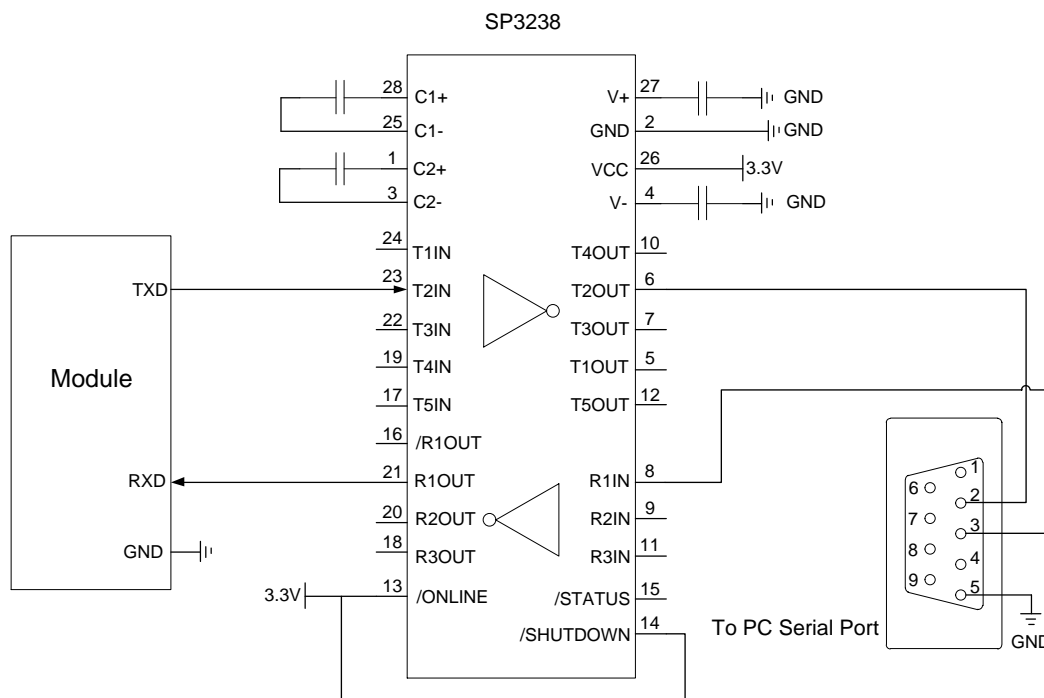 SP3238
28 C1+ V+ 27 GND
25 C1- GND 2 GND
1 C2+ VCC 26 3.3V
3 C2- V- 4 GND
24 T1IN T4OUT 10
TXD 23 T2IN T2OUT 6
22 T3IN T3OUT 7
19 T4IN T1OUT 5
17 T5IN T5OUT 12
Module
16 /R1OUT
RXD 21 R1OUT R1IN 8
20 R2OUT R2IN 9
18 R3OUT R3IN 11
GND
3.3V 13 /ONLINE /STATUS 15
/SHUTDOWN 14
1
6
2
7
3
8
4
9
5
To PC Serial Port
GND